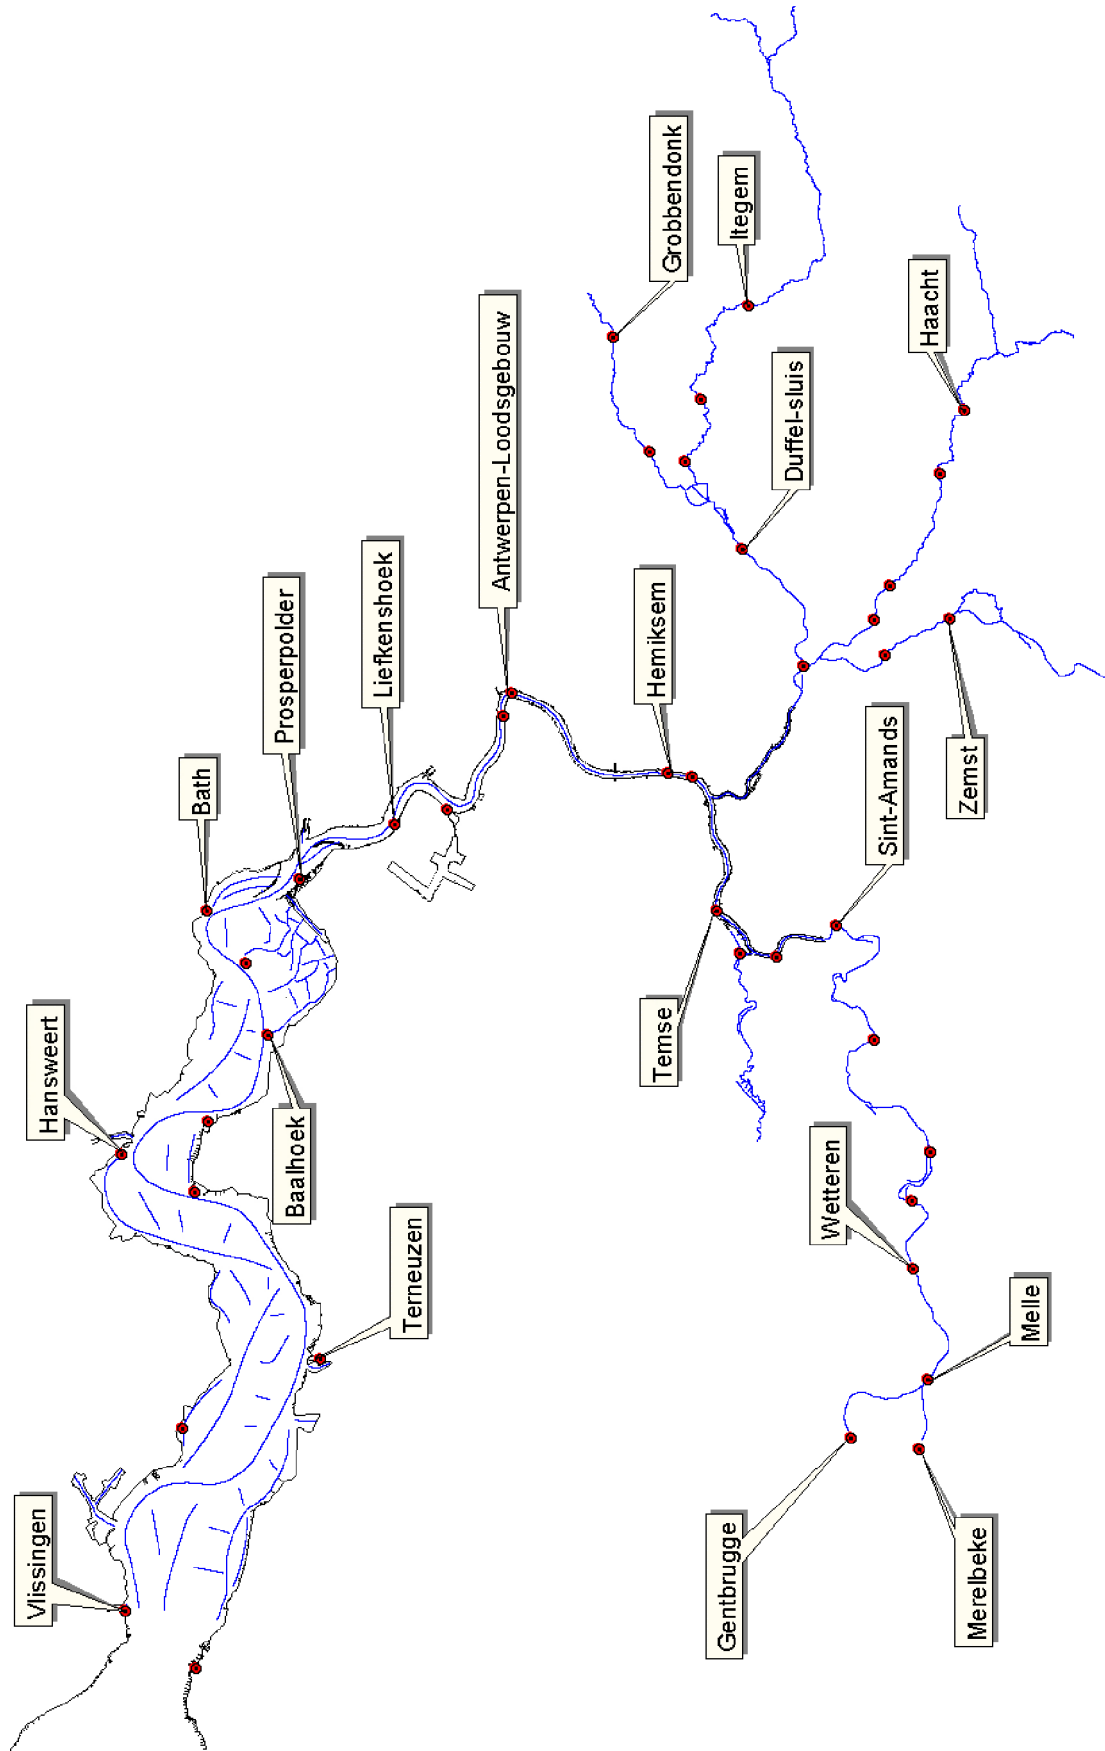 Vlissingen
Hansweert
Bath
Prosperpolder
Liefkenshoek
Antwerpen-Loodsgebouw
Grobbendonk
Itegem
Duffel-sluis
Haacht
Hemiksem
Zemst
Sint-Amands
Temse
Baalhoek
Terneuzen
Wetteren
Melle
Gentbrugge
Merelbeke